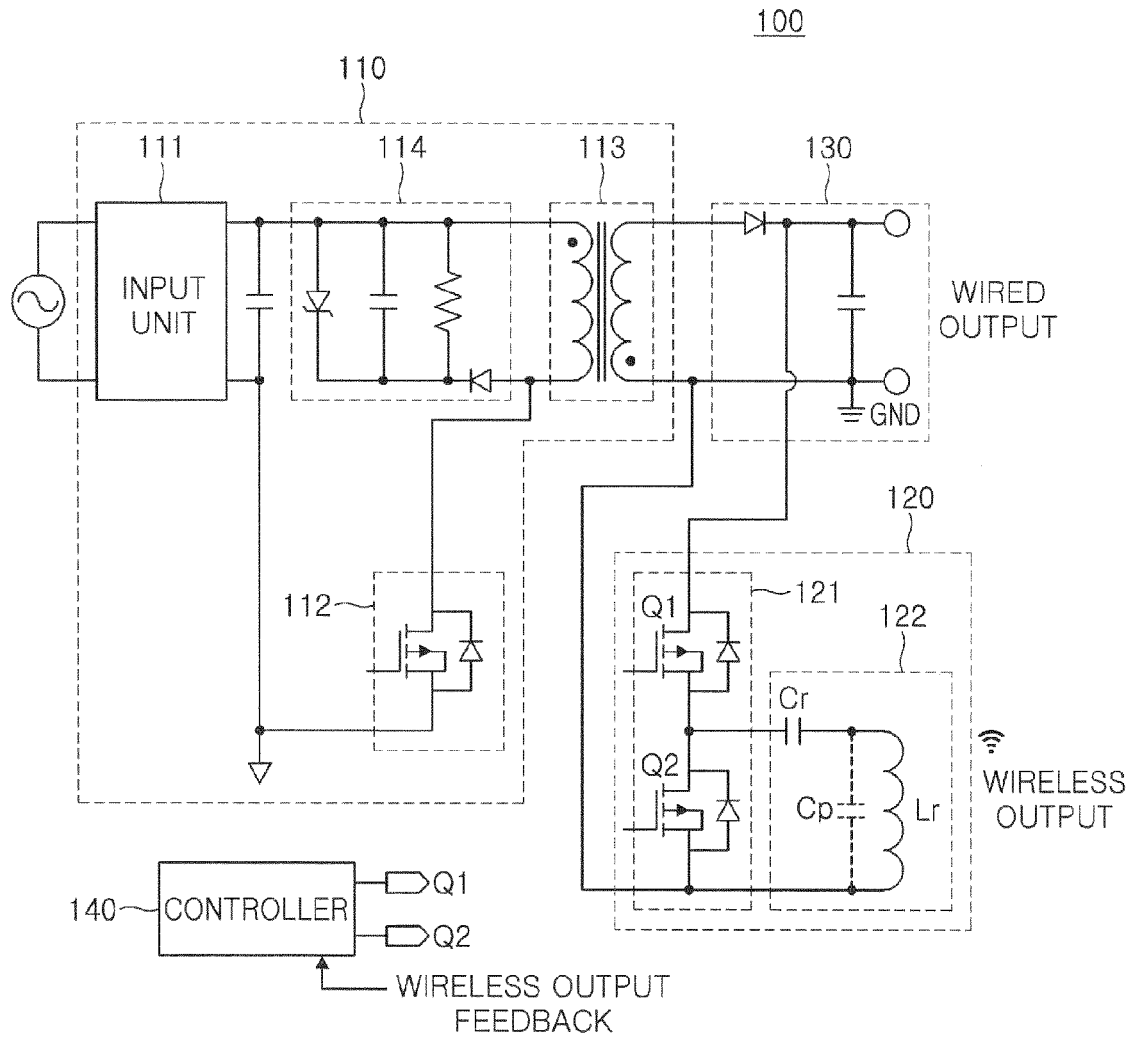 100
110
111
114
113
130
INPUT
UNIT
WIRED
OUTPUT
GND
120
112
Q1
121
122
Cr
Q2
Cp
Lr
WIRELESS
OUTPUT
140
CONTROLLER
Q1
Q2
WIRELESS OUTPUT
FEEDBACK